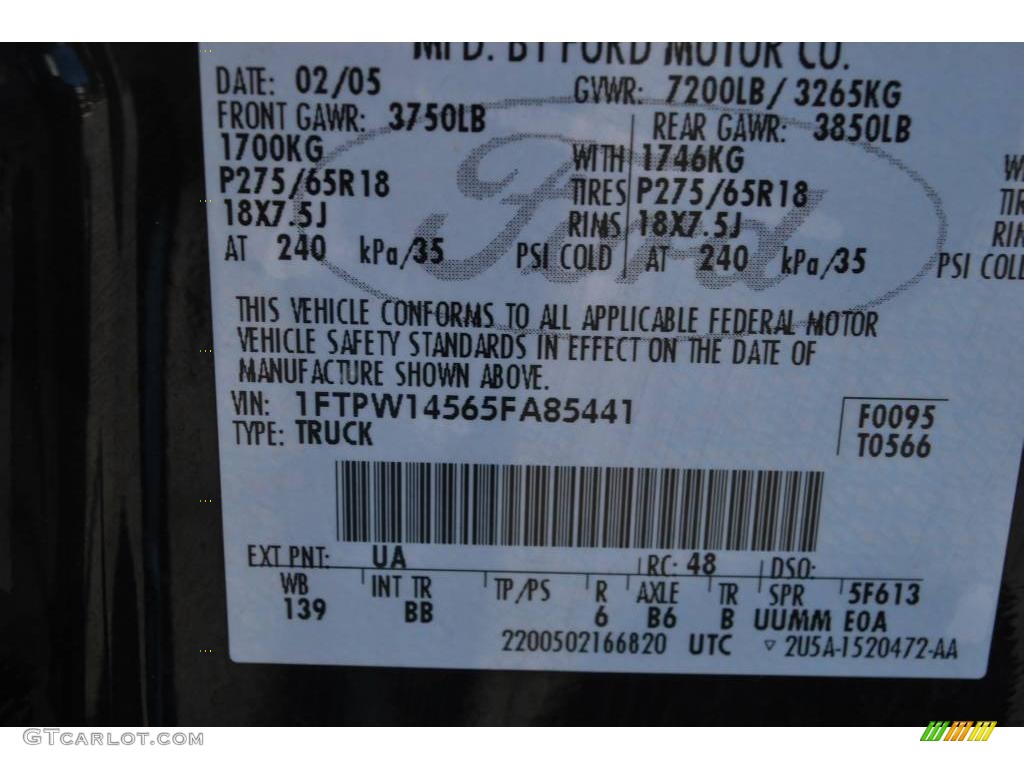 MFD. BY FORD MOTOR CO.
DATE: 02/05 GVWR: 7200LB/ 3265KG
FRONT GAWR: 3750LB REAR GAWR: 3850LB
1700KG WITH 1746KG WI
P275/65R18 TIRES P275/65R18 TIR
18X7.5J RIMS 18X7.5J RIM
AT 240 kPa/35 PSI COLD AT 240 kPa/35 PSI COLD
Ford
THIS VEHICLE CONFORMS TO ALL APPLICABLE FEDERAL MOTOR
VEHICLE SAFETY STANDARDS IN EFFECT ON THE DATE OF
MANUFACTURE SHOWN ABOVE.
VIN: 1FTPW14565FA85441 F0095
TYPE: TRUCK T0566
EXT PNT: UA RC: 48 DSO:
WB INT TR TP/PS R AXLE TR SPR 5F613
139 BB 6 B6 B UUMM E0A
2200502166820 UTC ▽ 2U5A-1520472-AA
GTCARLOT.COM